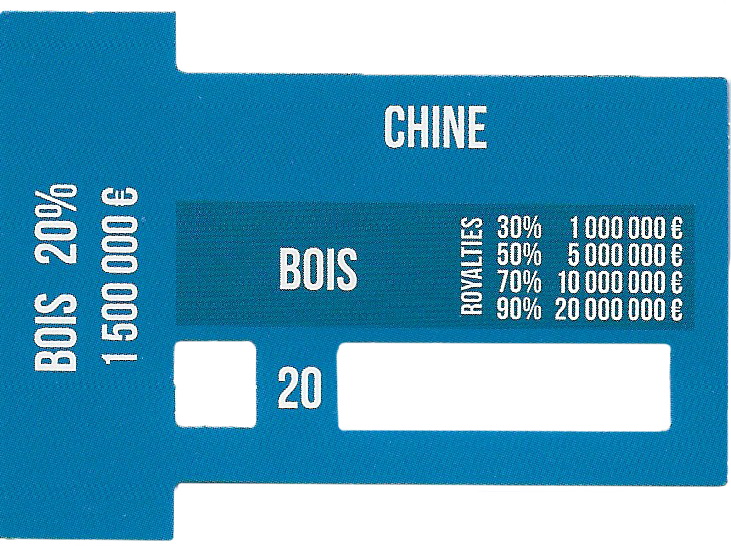 BOIS 20%
1 500 000 €
CHINE
BOIS
ROYALTIES
30% 1 000 000 €
50% 5 000 000 €
70% 10 000 000 €
90% 20 000 000 €
20